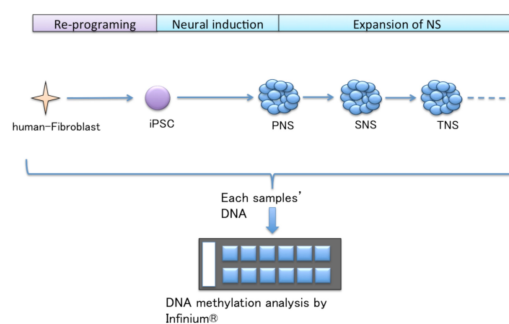 Re-programing Neural induction Expansion of NS
human-Fibroblast iPSC PNS SNS TNS
Each samples'
DNA
DNA methylation analysis by
Infinium®